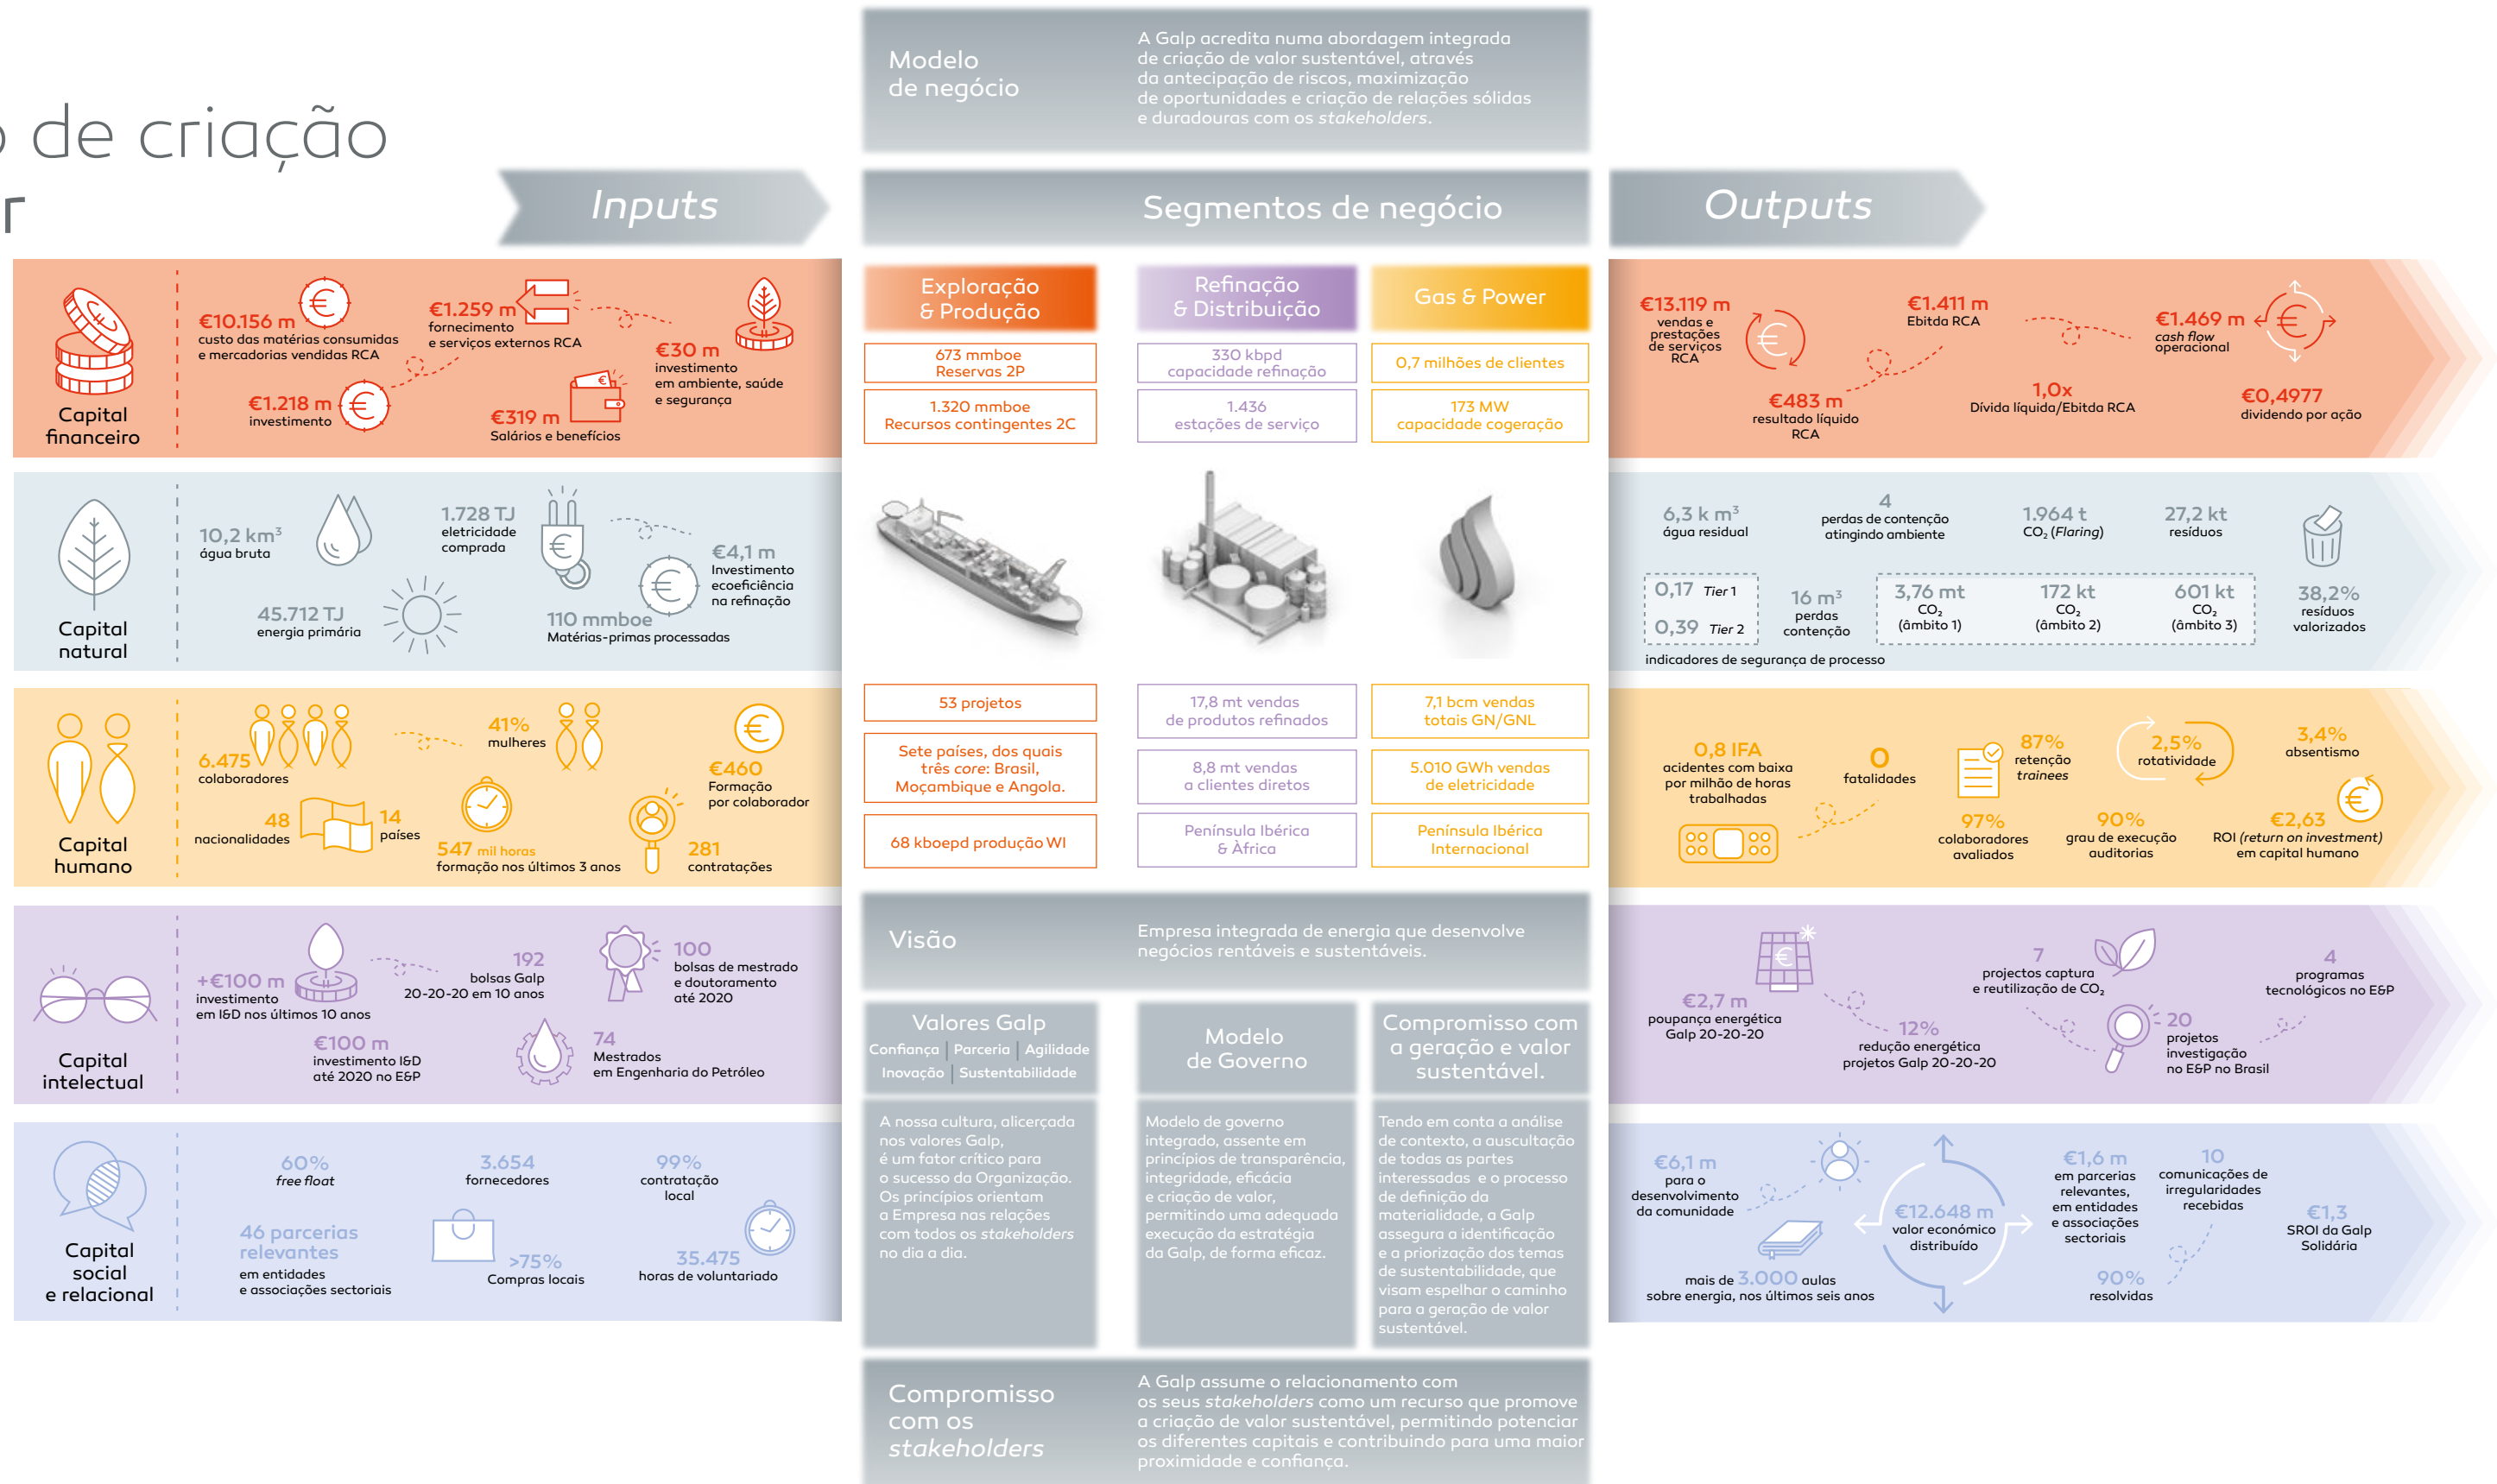 o de criação
r
Modelo
de negócio
A Galp acredita numa abordagem integrada
de criação de valor sustentável, através
da antecipação de riscos, maximização
de oportunidades e criação de relações sólidas
e duradouras com os stakeholders.
Inputs
Segmentos de negócio
Outputs
Capital
financeiro
€10.156 m
custo das matérias consumidas
e mercadorias vendidas RCA
€1.259 m
fornecimento
e serviços externos RCA
€30 m
investimento
em ambiente, saúde
e segurança
€1.218 m
investimento
€319 m
Salários e benefícios
Capital
natural
10,2 km³
água bruta
1.728 TJ
eletricidade
comprada
€4,1 m
Investimento
ecoeficiência
na refinação
45.712 TJ
energia primária
110 mmboe
Matérias-primas processadas
Capital
humano
6.475
colaboradores
41%
mulheres
€460
Formação
por colaborador
48
nacionalidades
14
países
547 mil horas
formação nos últimos 3 anos
281
contratações
Capital
intelectual
+€100 m
investimento
em I&D nos últimos 10 anos
192
bolsas Galp
20-20-20 em 10 anos
100
bolsas de mestrado
e doutoramento
até 2020
€100 m
investimento I&D
até 2020 no E&P
74
Mestrados
em Engenharia do Petróleo
Capital
social
e relacional
60%
free float
3.654
fornecedores
99%
contratação
local
46 parcerias
relevantes
em entidades
e associações sectoriais
>75%
Compras locais
35.475
horas de voluntariado
Exploração
& Produção
673 mmboe
Reservas 2P
1.320 mmboe
Recursos contingentes 2C
53 projetos
Sete países, dos quais
três core: Brasil,
Moçambique e Angola.
68 kboepd produção WI
Refinação
& Distribuição
330 kbpd
capacidade refinação
1.436
estações de serviço
17,8 mt vendas
de produtos refinados
8,8 mt vendas
a clientes diretos
Península Ibérica
& Àfrica
Gas & Power
0,7 milhões de clientes
173 MW
capacidade cogeração
7,1 bcm vendas
totais GN/GNL
5.010 GWh vendas
de eletricidade
Península Ibérica
Internacional
Visão
Empresa integrada de energia que desenvolve
negócios rentáveis e sustentáveis.
Valores Galp
Confiança | Parceria | Agilidade
Inovação | Sustentabilidade
A nossa cultura, alicerçada
nos valores Galp,
é um fator crítico para
o sucesso da Organização.
Os princípios orientam
a Empresa nas relações
com todos os stakeholders
no dia a dia.
Modelo
de Governo
Modelo de governo
integrado, assente em
princípios de transparência,
integridade, eficácia
e criação de valor,
permitindo uma adequada
execução da estratégia
da Galp, de forma eficaz.
Compromisso com
a geração e valor
sustentável.
Tendo em conta a análise
de contexto, a auscultação
de todas as partes
interessadas e o processo
de definição da
materialidade, a Galp
assegura a identificação
e a priorização dos temas
de sustentabilidade, que
visam espelhar o caminho
para a geração de valor
sustentável.
Compromisso
com os
stakeholders
A Galp assume o relacionamento com
os seus stakeholders como um recurso que promove
a criação de valor sustentável, permitindo potenciar
os diferentes capitais e contribuindo para uma maior
proximidade e confiança.
€13.119 m
vendas e
prestações
de serviços
RCA
€1.411 m
Ebitda RCA
€1.469 m
cash flow
operacional
€483 m
resultado líquido
RCA
1,0x
Dívida líquida/Ebitda RCA
€0,4977
dividendo por ação
6,3 k m³
água residual
4
perdas de contenção
atingindo ambiente
1.964 t
CO₂ (Flaring)
27,2 kt
resíduos
0,17 Tier 1
0,39 Tier 2
indicadores de segurança de processo
16 m³
perdas
contenção
3,76 mt
CO₂
(âmbito 1)
172 kt
CO₂
(âmbito 2)
601 kt
CO₂
(âmbito 3)
38,2%
resíduos
valorizados
0,8 IFA
acidentes com baixa
por milhão de horas
trabalhadas
0
fatalidades
87%
retenção
trainees
2,5%
rotatividade
3,4%
absentismo
97%
colaboradores
avaliados
90%
grau de execução
auditorias
€2,63
ROI (return on investment)
em capital humano
€2,7 m
poupança energética
Galp 20-20-20
12%
redução energética
projetos Galp 20-20-20
7
projectos captura
e reutilização de CO₂
20
projetos
investigação
no E&P no Brasil
4
programas
tecnológicos no E&P
€6,1 m
para o
desenvolvimento
da comunidade
mais de 3.000 aulas
sobre energia, nos últimos seis anos
€12.648 m
valor económico
distribuído
€1,6 m
em parcerias
relevantes,
em entidades
e associações
sectoriais
10
comunicações de
irregularidades
recebidas
90%
resolvidas
€1,3
SROI da Galp
Solidária